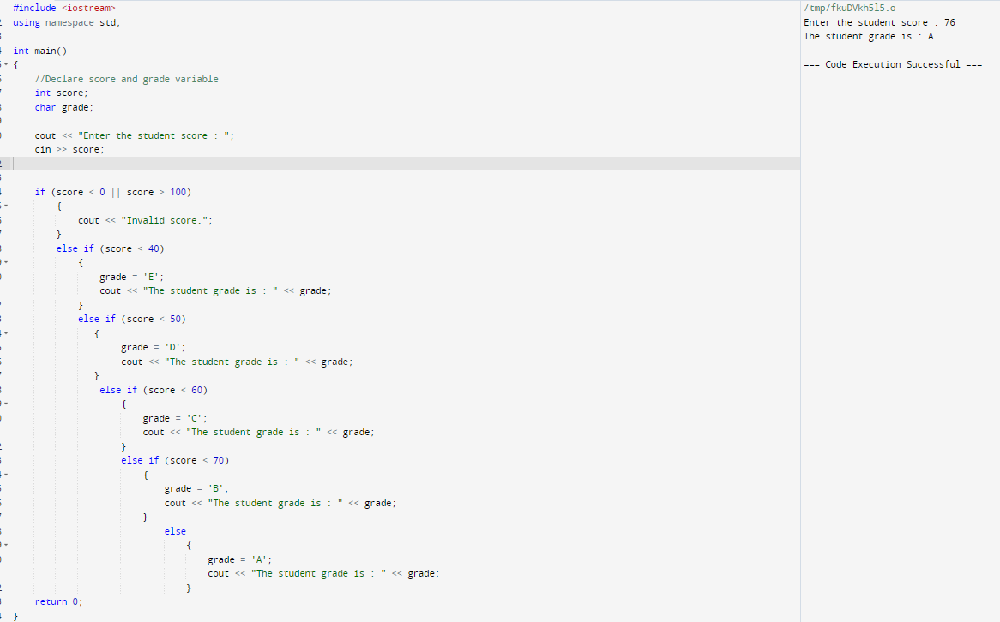 #include <iostream>
using namespace std;
int main()
{
//Declare score and grade variable
int score;
char grade;
cout << "Enter the student score : ";
cin >> score;
if (score < 0 || score > 100)
{
cout << "Invalid score.";
}
else if (score < 40)
{
grade = 'E';
cout << "The student grade is : " << grade;
}
else if (score < 50)
{
grade = 'D';
cout << "The student grade is : " << grade;
}
else if (score < 60)
{
grade = 'C';
cout << "The student grade is : " << grade;
}
else if (score < 70)
{
grade = 'B';
cout << "The student grade is : " << grade;
}
else
{
grade = 'A';
cout << "The student grade is : " << grade;
}
return 0;
}
/tmp/fkuDVkh5l5.o
Enter the student score : 76
The student grade is : A
=== Code Execution Successful ===